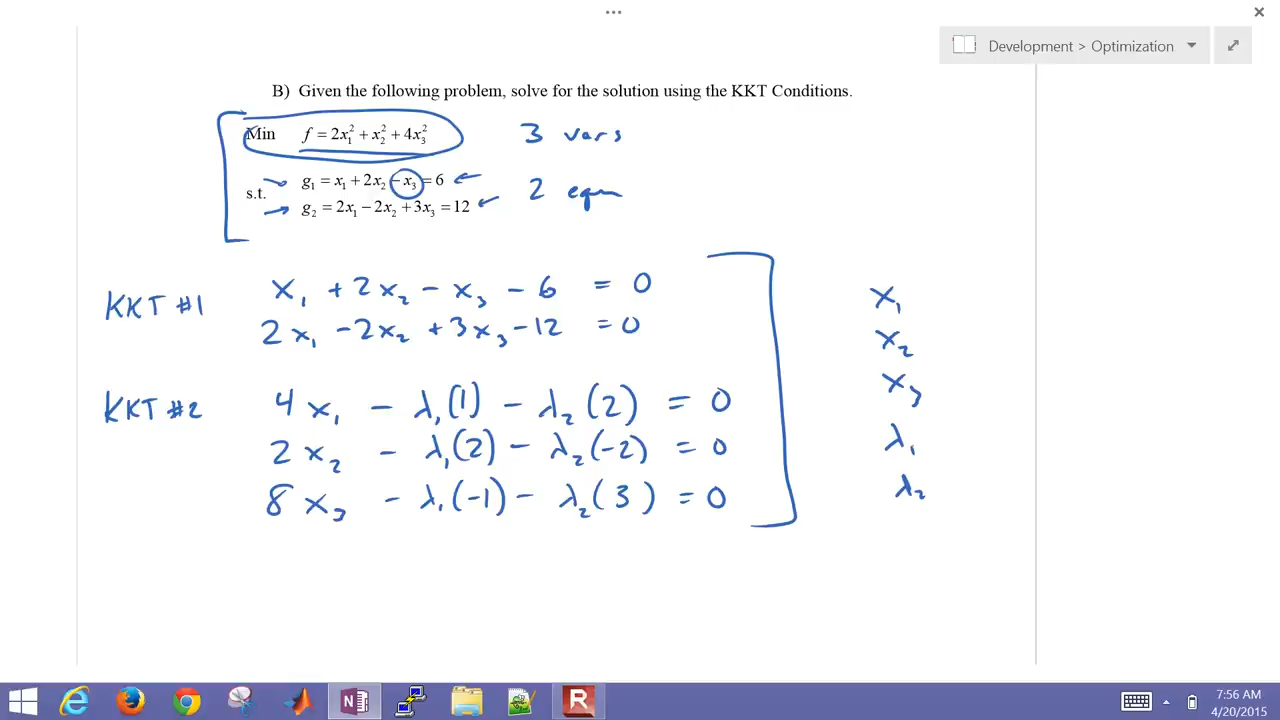 Development > Optimization
B) Given the following problem, solve for the solution using the KKT Conditions.
Min f = 2x₁² + x₂² + 4x₃²
3 vars
s.t. g₁ = x₁ + 2x₂ − x₃ = 6
g₂ = 2x₁ − 2x₂ + 3x₃ = 12
2 eqn
KKT #1
x₁ + 2x₂ − x₃ − 6 = 0
2x₁ − 2x₂ + 3x₃ − 12 = 0
KKT #2
4x₁ − λ₁(1) − λ₂(2) = 0
2x₂ − λ₁(2) − λ₂(−2) = 0
8x₃ − λ₁(−1) − λ₂(3) = 0
x₁
x₂
x₃
λ₁
λ₂
7:56 AM
4/20/2015